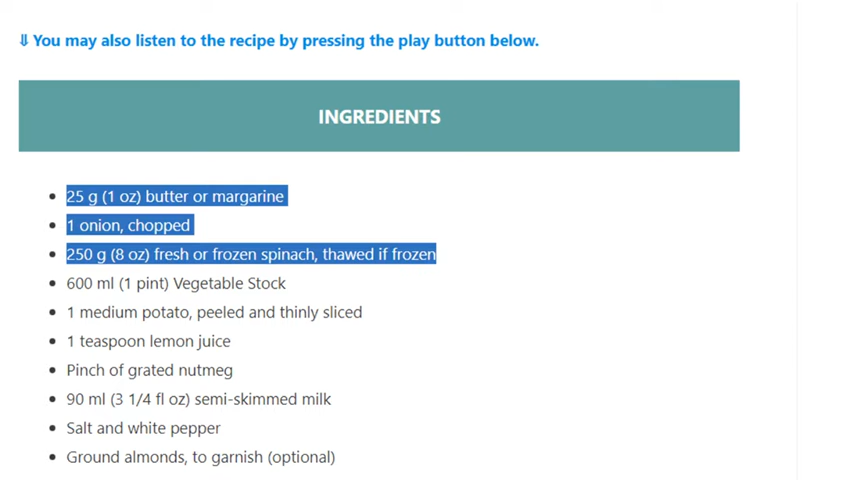 ⇓ You may also listen to the recipe by pressing the play button below.
INGREDIENTS
• 25 g (1 oz) butter or margarine
• 1 onion, chopped
• 250 g (8 oz) fresh or frozen spinach, thawed if frozen
• 600 ml (1 pint) Vegetable Stock
• 1 medium potato, peeled and thinly sliced
• 1 teaspoon lemon juice
• Pinch of grated nutmeg
• 90 ml (3 1/4 fl oz) semi-skimmed milk
• Salt and white pepper
• Ground almonds, to garnish (optional)